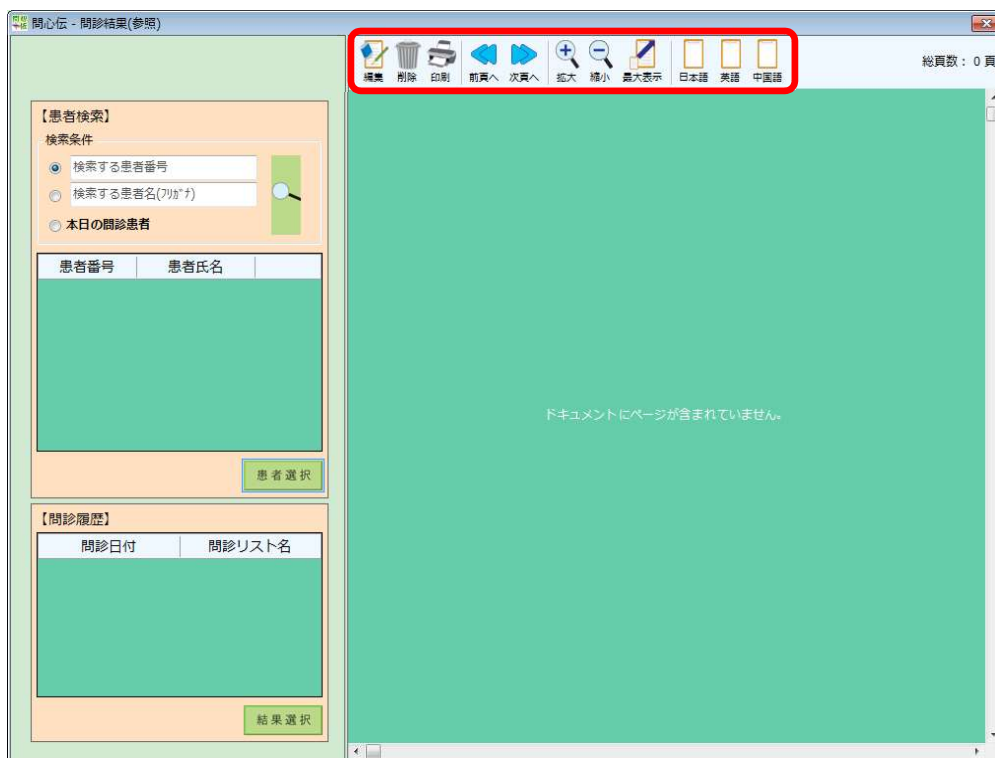 問心伝 - 問診結果(参照)
編集 削除 印刷 前頁へ 次頁へ 拡大 縮小 最大表示 日本語 英語 中国語
総頁数: 0 頁
【患者検索】
検索条件
検索する患者番号
検索する患者名(フリガナ)
本日の問診患者
患者番号 患者氏名
患者選択
【問診履歴】
問診日付 問診リスト名
結果選択
ドキュメントにページが含まれていません。